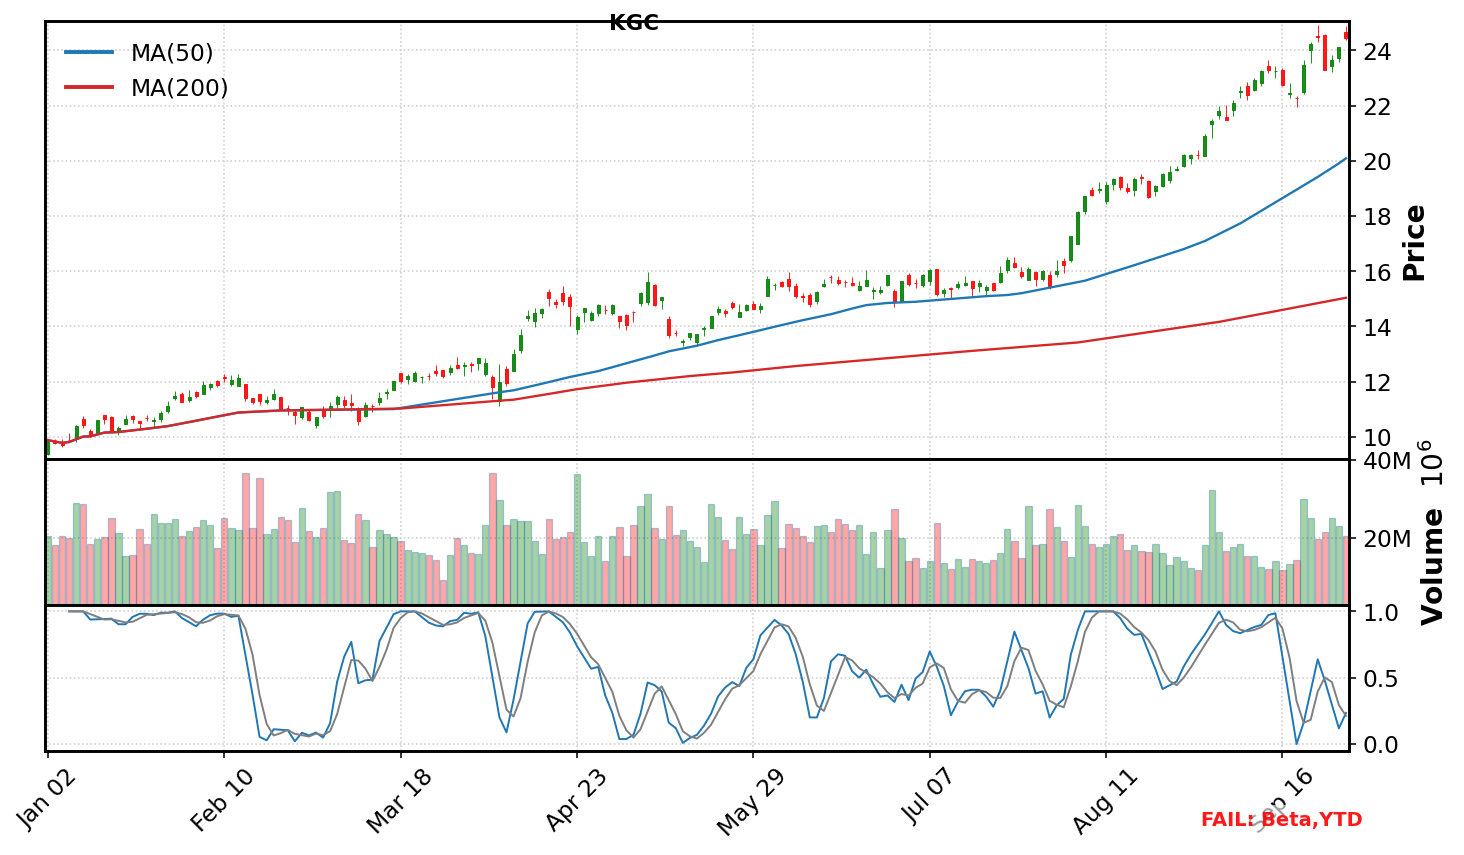 KGC
MA(50)
MA(200)
24
22
20
18
16
14
12
10
Price
40M
20M
Volume 10^6
1.0
0.5
0.0
Jan 02
Feb 10
Mar 18
Apr 23
May 29
Jul 07
Aug 11
Sep 16
FAIL: Beta,YTD